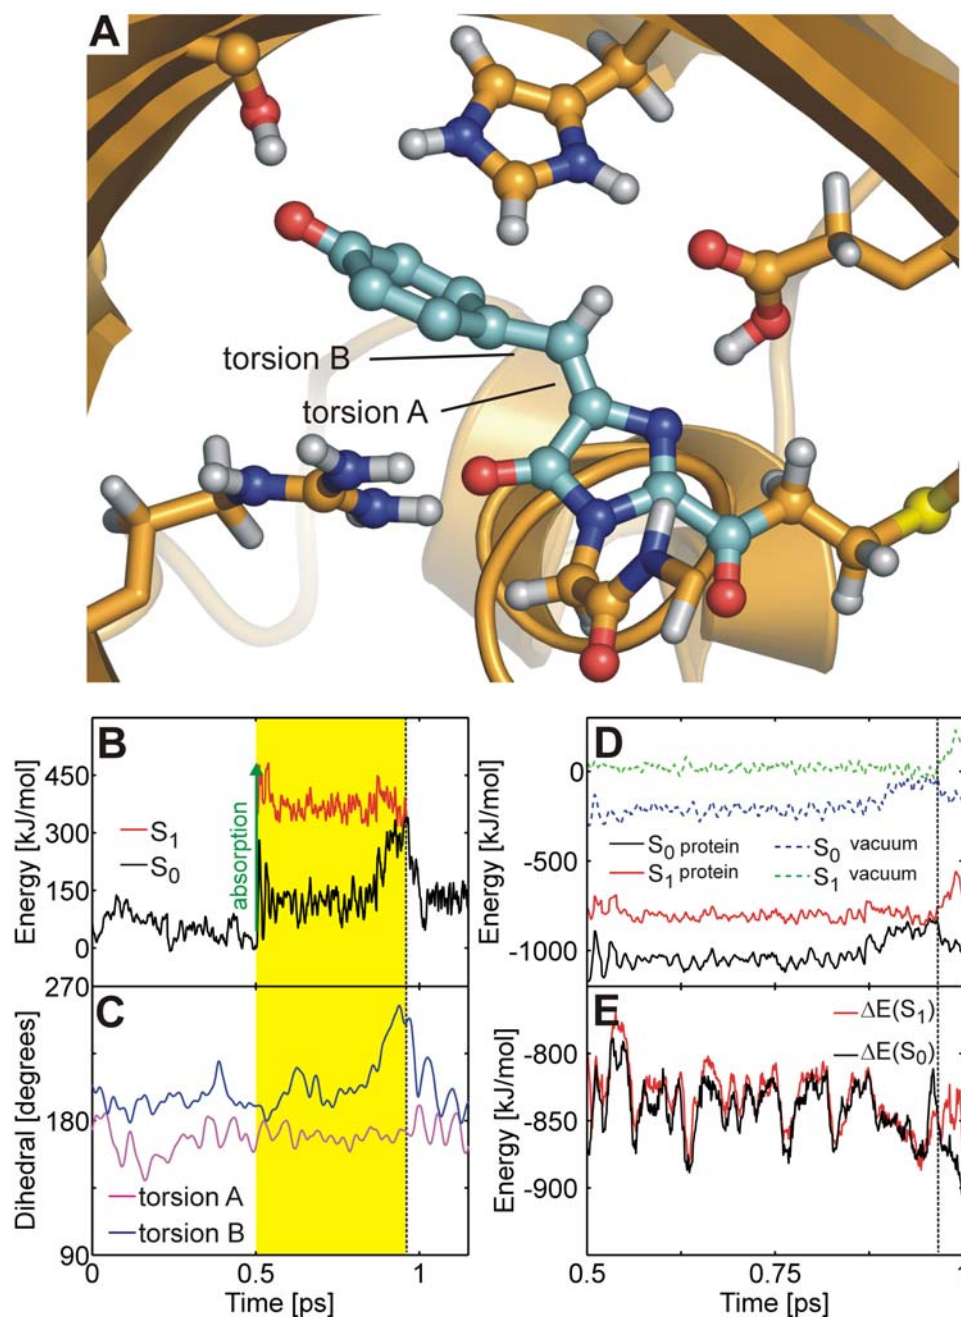 A
torsion B
torsion A
B
Energy [kJ/mol]
450
300
150
0
S1
S0
absorption
C
Dihedral [degrees]
270
180
90
torsion A
torsion B
0
0.5
1
Time [ps]
D
Energy [kJ/mol]
0
-500
-1000
S0 protein
S1 protein
S0 vacuum
S1 vacuum
E
Energy [kJ/mol]
-800
-850
-900
ΔE(S1)
ΔE(S0)
0.5
0.75
1
Time [ps]